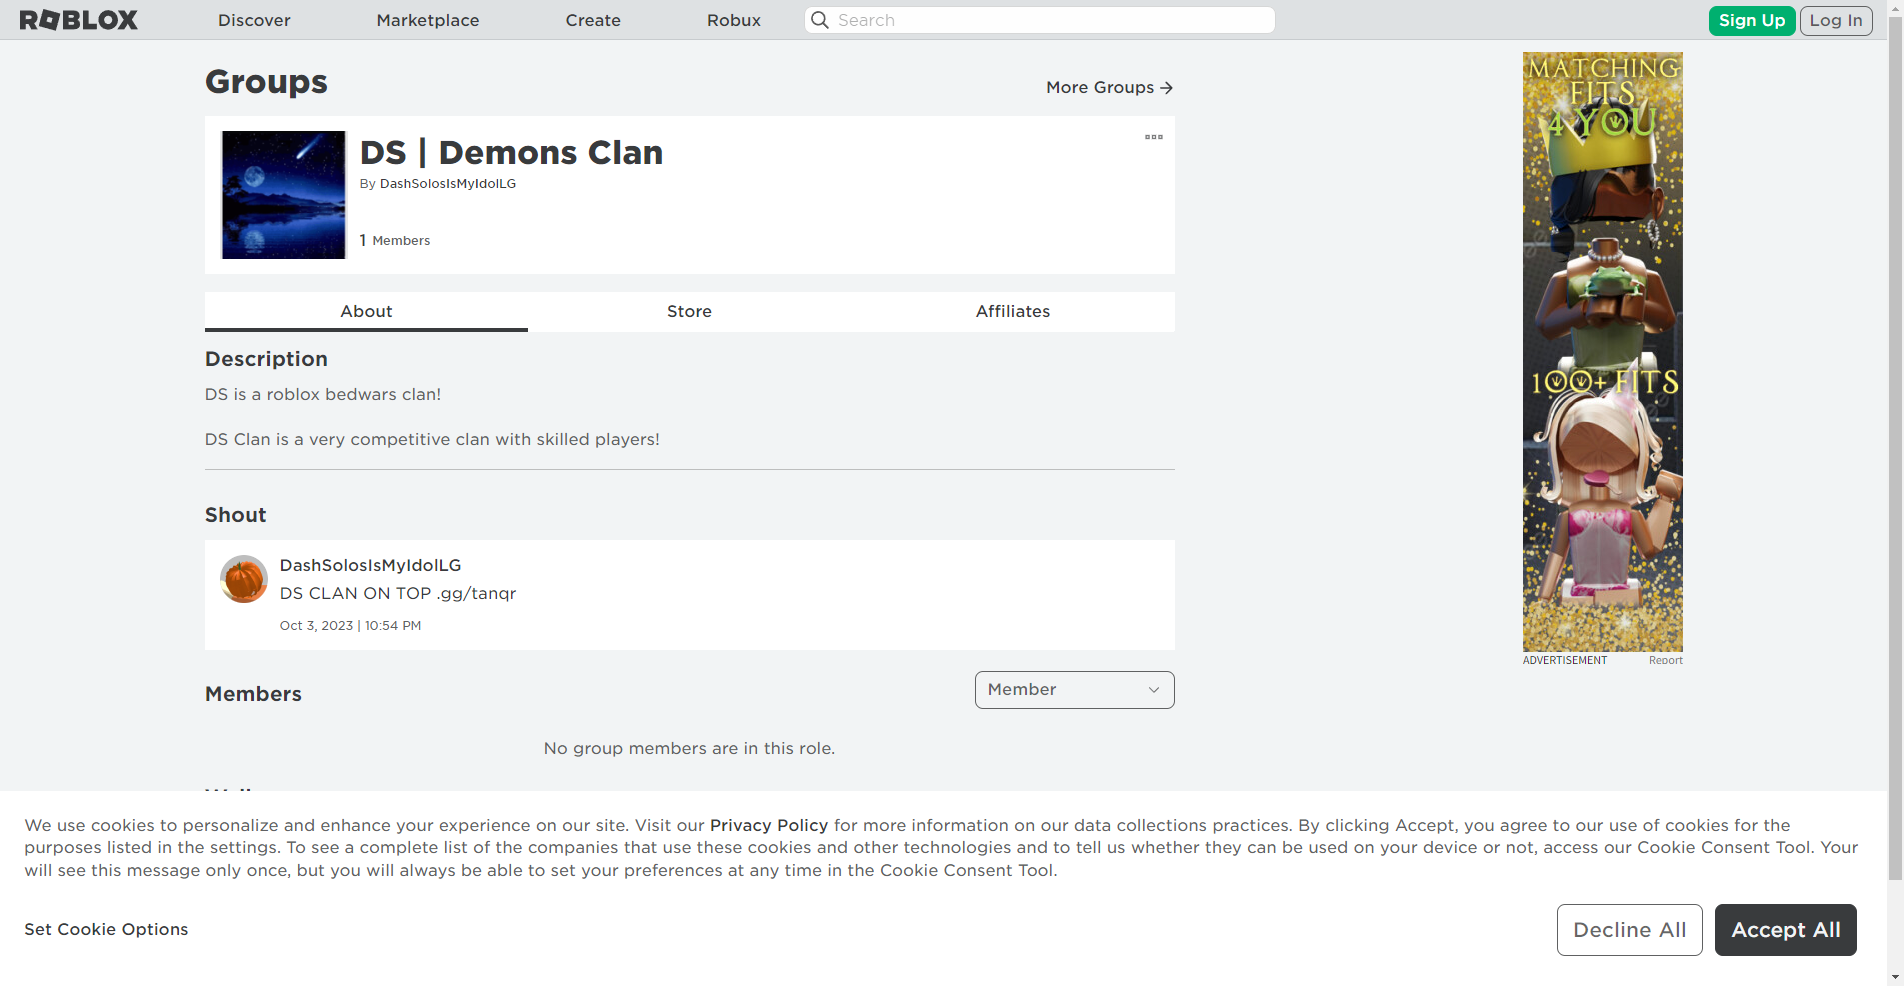 ROBLOX
Discover
Marketplace
Create
Robux
Search
Sign Up
Log In
Groups
More Groups →
DS | Demons Clan
By DashSolosIsMyIdolLG
1 Members
About
Store
Affiliates
Description
DS is a roblox bedwars clan!
DS Clan is a very competitive clan with skilled players!
Shout
DashSolosIsMyIdolLG
DS CLAN ON TOP .gg/tanqr
Oct 3, 2023 | 10:54 PM
Members
Member
No group members are in this role.
MATCHING
FITS
4 YOU
100+ FITS
ADVERTISEMENT
Report
We use cookies to personalize and enhance your experience on our site. Visit our Privacy Policy for more information on our data collections practices. By clicking Accept, you agree to our use of cookies for the
purposes listed in the settings. To see a complete list of the companies that use these cookies and other technologies and to tell us whether they can be used on your device or not, access our Cookie Consent Tool. Your
will see this message only once, but you will always be able to set your preferences at any time in the Cookie Consent Tool.
Set Cookie Options
Decline All
Accept All